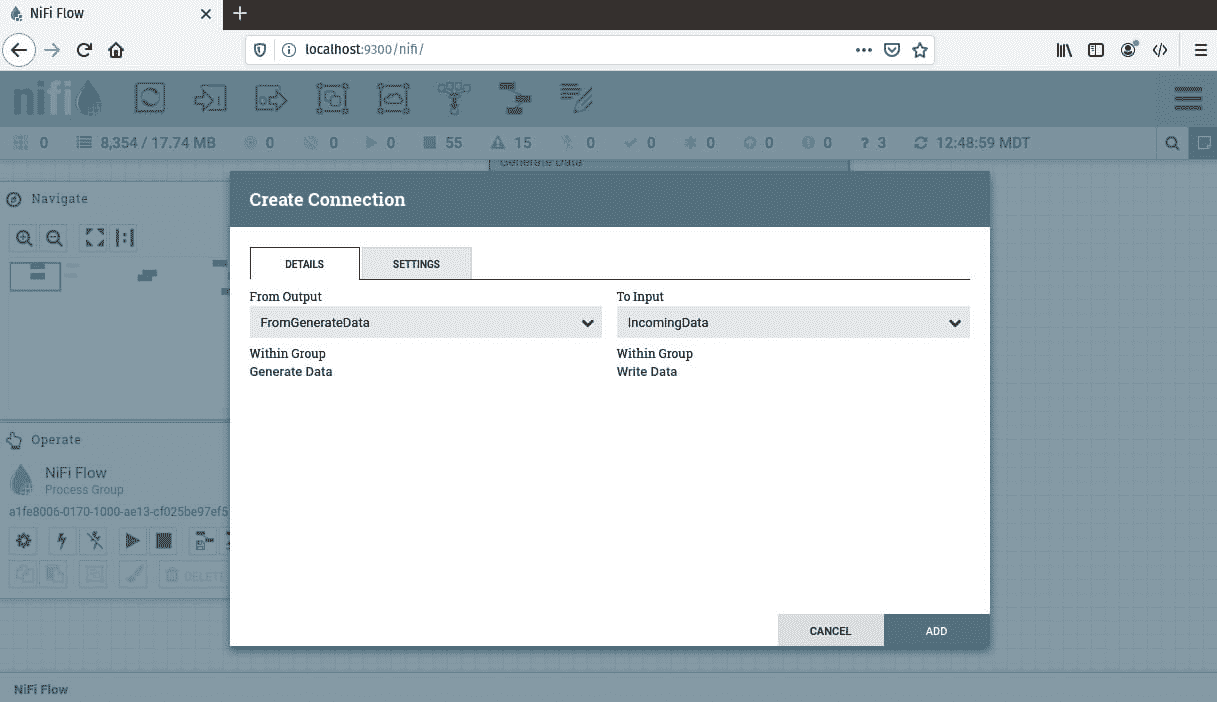 NiFi Flow
localhost:9300/nifi/
nifi
0 8,354 / 17.74 MB 0 0 0 55 15 0 0 0 0 0 3 12:48:59 MDT
Generate Data
Navigate
Create Connection
DETAILS SETTINGS
From Output To Input
FromGenerateData IncomingData
Within Group Within Group
Generate Data Write Data
Operate
NiFi Flow
Process Group
a1fe8006-0170-1000-ae13-cf025be97ef5
DELETE
CANCEL ADD
NiFi Flow